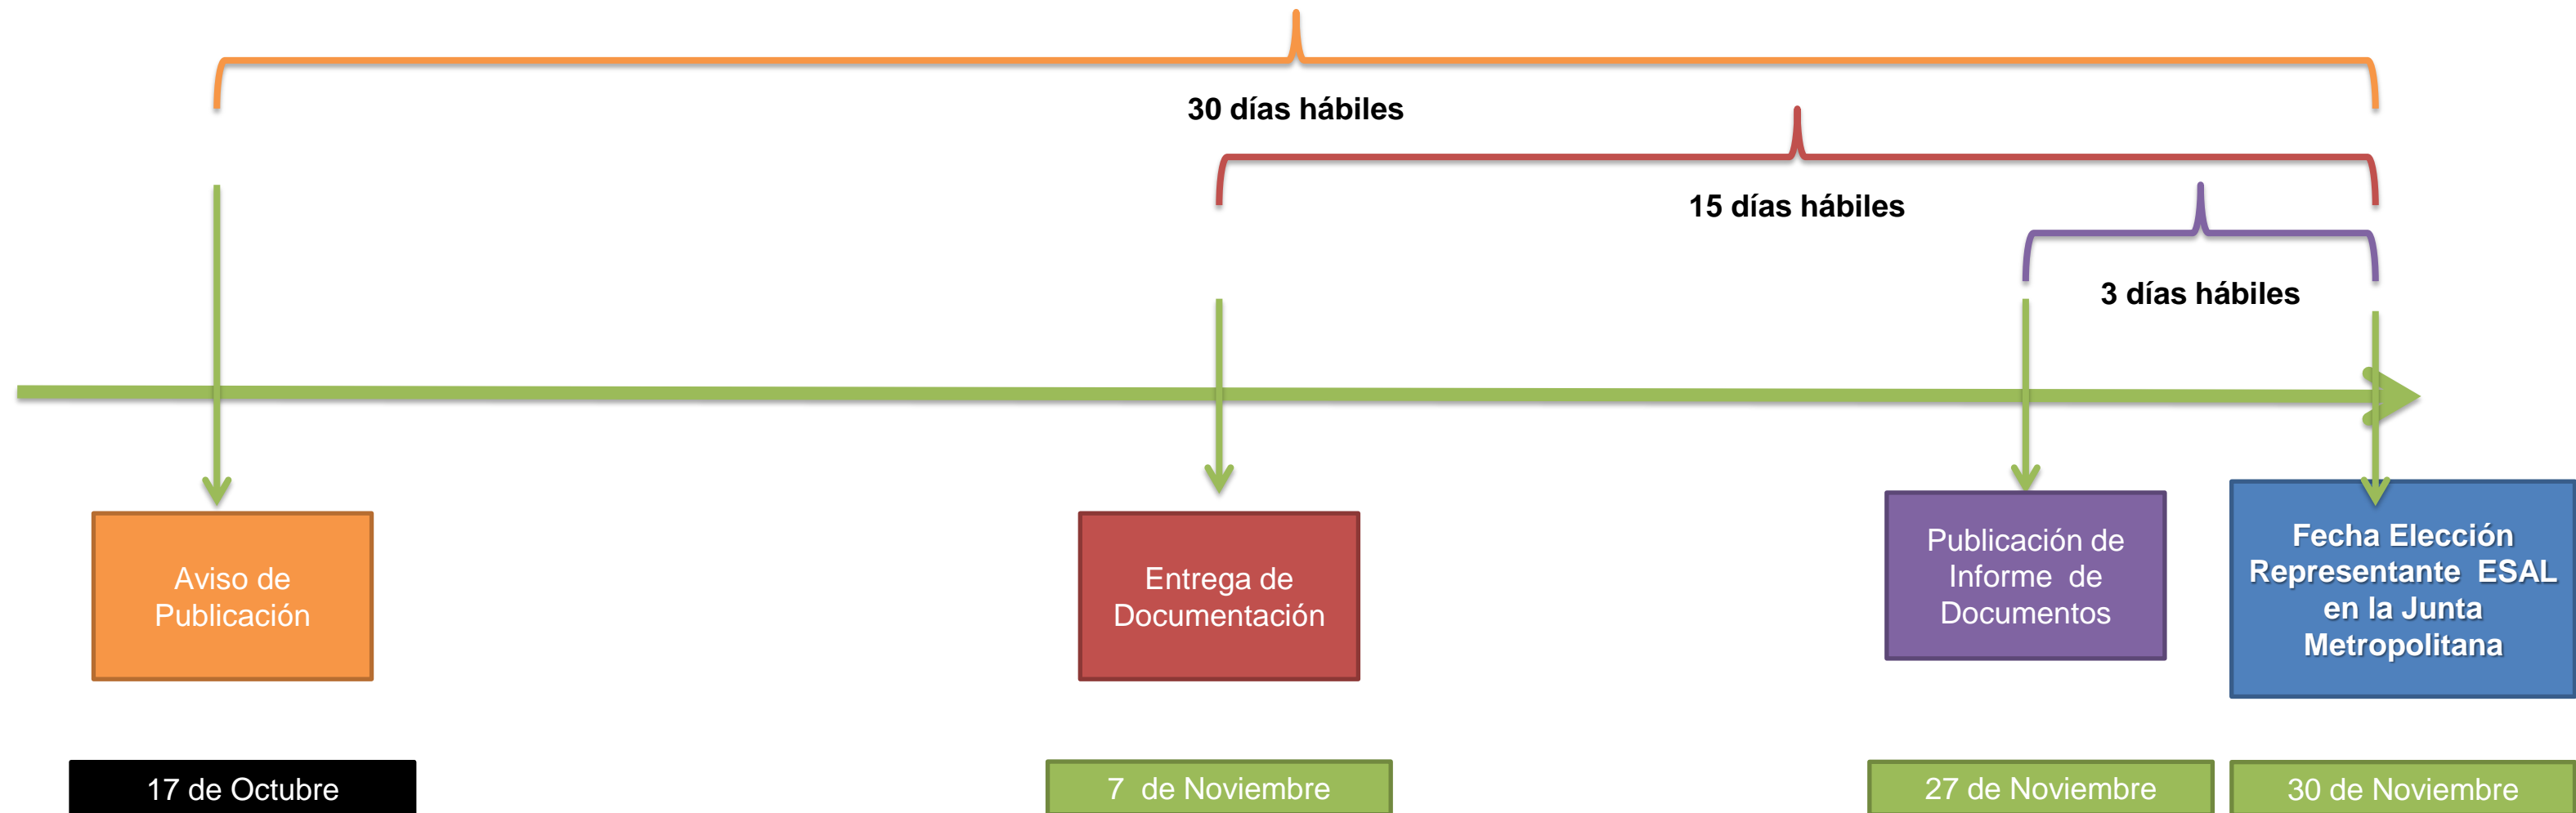 30 días hábiles
15 días hábiles
3 días hábiles
Aviso de
Publicación
Entrega de
Documentación
Publicación de
Informe de
Documentos
Fecha Elección
Representante ESAL
en la Junta
Metropolitana
17 de Octubre
7 de Noviembre
27 de Noviembre
30 de Noviembre